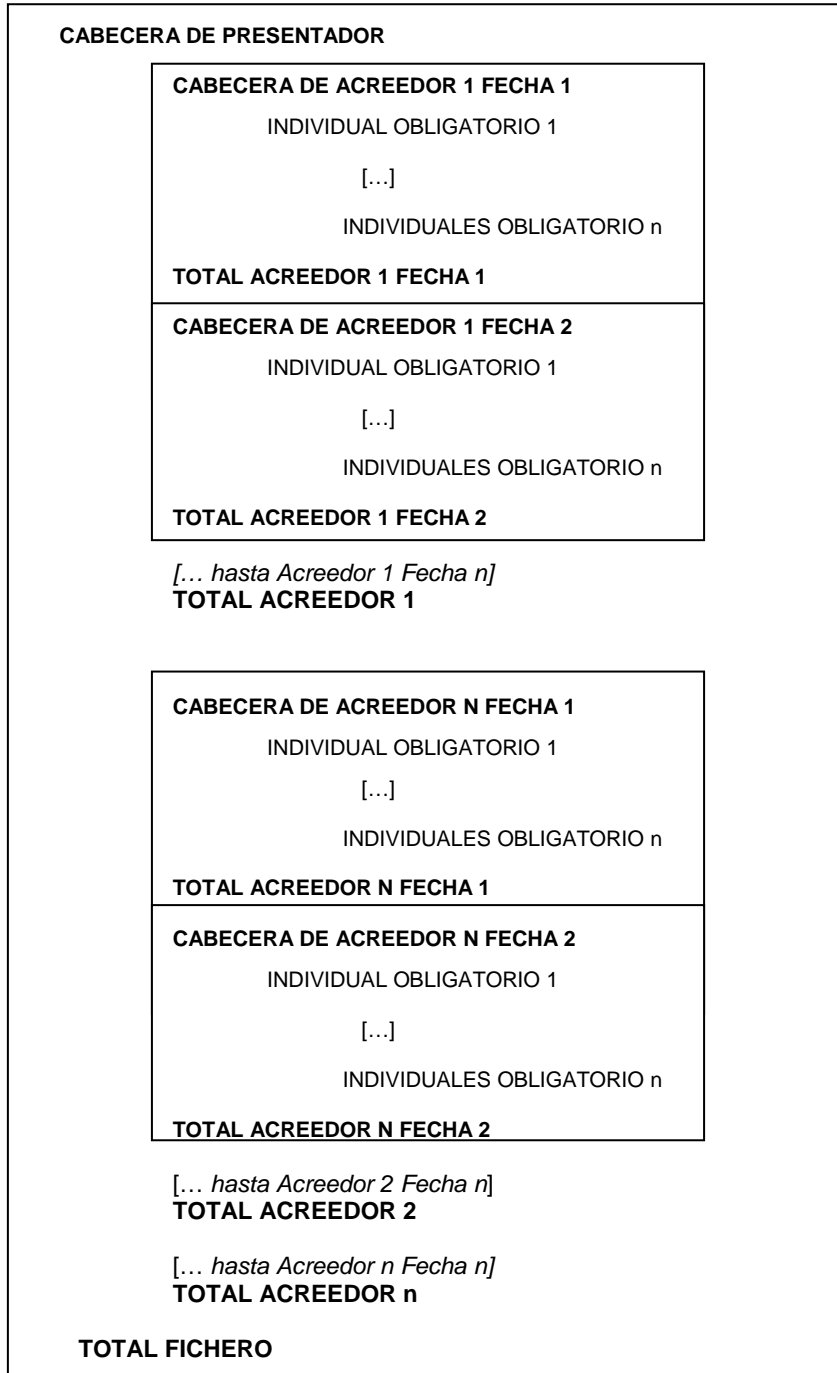 CABECERA DE PRESENTADOR
CABECERA DE ACREEDOR 1 FECHA 1
INDIVIDUAL OBLIGATORIO 1
[…]
INDIVIDUALES OBLIGATORIO n
TOTAL ACREEDOR 1 FECHA 1
CABECERA DE ACREEDOR 1 FECHA 2
INDIVIDUAL OBLIGATORIO 1
[…]
INDIVIDUALES OBLIGATORIO n
TOTAL ACREEDOR 1 FECHA 2
[… hasta Acreedor 1 Fecha n]
TOTAL ACREEDOR 1
CABECERA DE ACREEDOR N FECHA 1
INDIVIDUAL OBLIGATORIO 1
[…]
INDIVIDUALES OBLIGATORIO n
TOTAL ACREEDOR N FECHA 1
CABECERA DE ACREEDOR N FECHA 2
INDIVIDUAL OBLIGATORIO 1
[…]
INDIVIDUALES OBLIGATORIO n
TOTAL ACREEDOR N FECHA 2
[… hasta Acreedor 2 Fecha n]
TOTAL ACREEDOR 2
[… hasta Acreedor n Fecha n]
TOTAL ACREEDOR n
TOTAL FICHERO